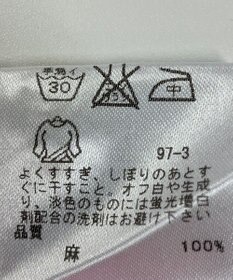 手洗イ
30
中
97-3
よくすすぎ、しぼりのあとす
ぐに干すこと。オフ白や生成
り、淡色のものには蛍光増白
剤配合の洗剤はお避け下さい
品質
麻 100%